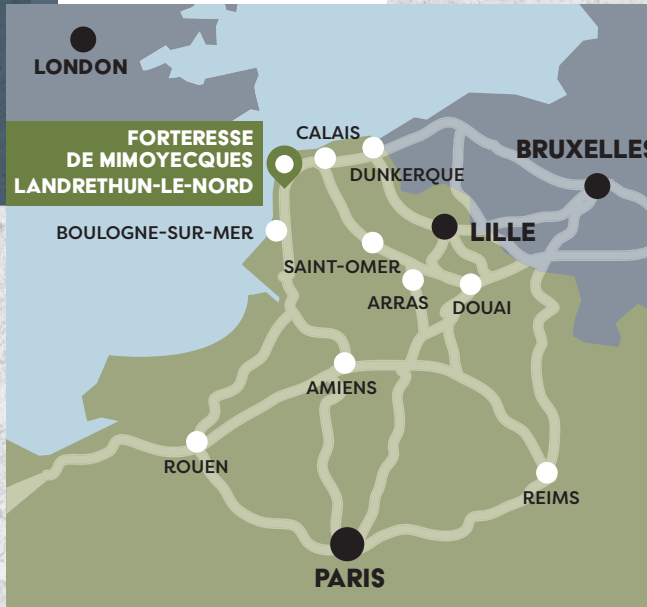 LONDON
FORTERESSE
DE MIMOYECQUES
LANDRETHUN-LE-NORD
CALAIS
DUNKERQUE
BRUXELLES
BOULOGNE-SUR-MER
LILLE
SAINT-OMER
ARRAS
DOUAI
AMIENS
ROUEN
REIMS
PARIS